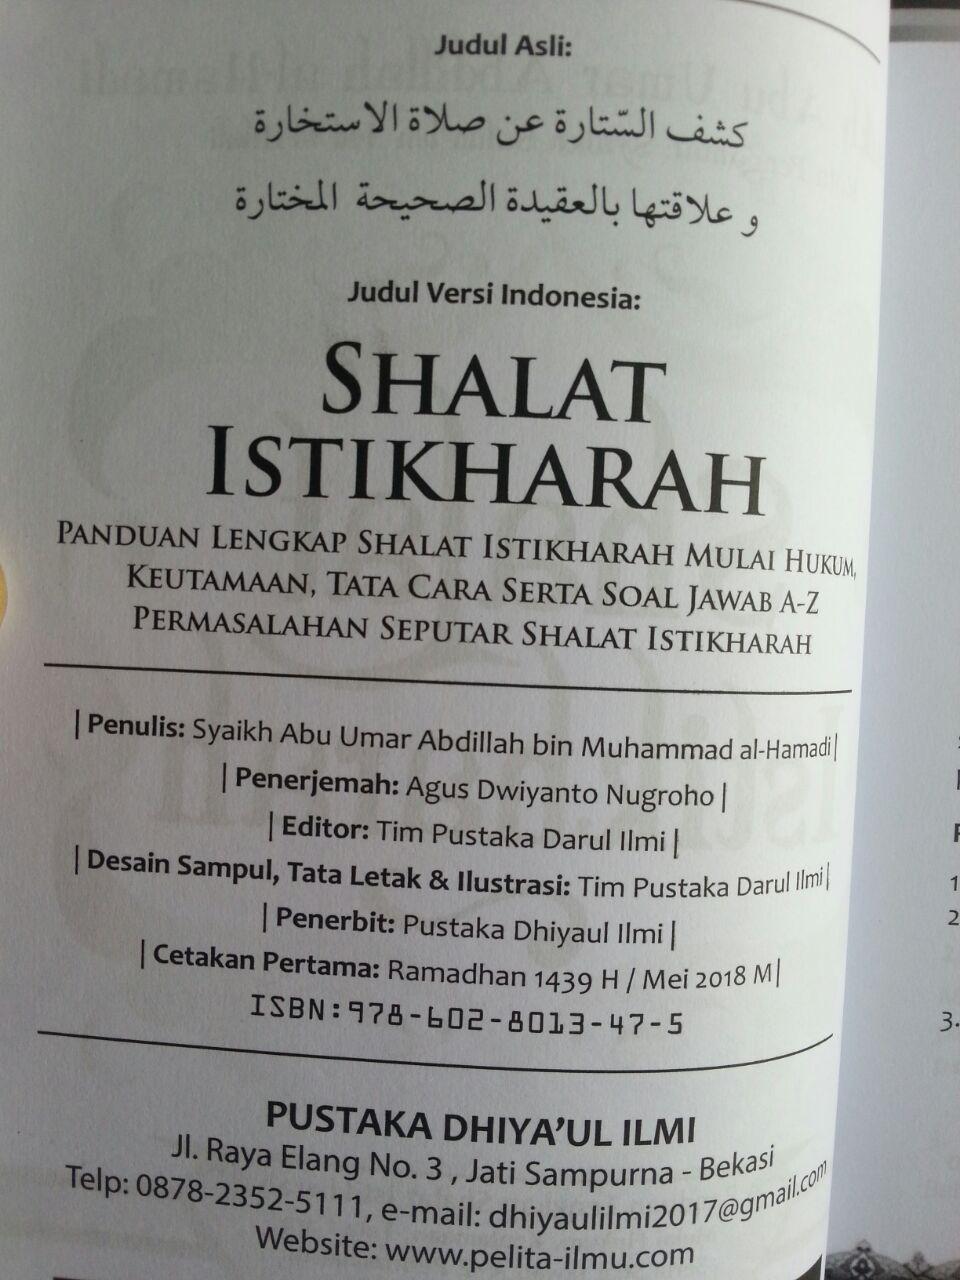 Judul Asli:
كشف السّتارة عن صلاة الاستخارة
و علاقتها بالعقيدة الصحيحة المختارة
Judul Versi Indonesia:
SHALAT
ISTIKHARAH
PANDUAN LENGKAP SHALAT ISTIKHARAH MULAI HUKUM,
KEUTAMAAN, TATA CARA SERTA SOAL JAWAB A-Z
PERMASALAHAN SEPUTAR SHALAT ISTIKHARAH
| Penulis: Syaikh Abu Umar Abdillah bin Muhammad al-Hamadi |
| Penerjemah: Agus Dwiyanto Nugroho |
| Editor: Tim Pustaka Darul Ilmi |
| Desain Sampul, Tata Letak & Ilustrasi: Tim Pustaka Darul Ilmi |
| Penerbit: Pustaka Dhiyaul Ilmi |
| Cetakan Pertama: Ramadhan 1439 H / Mei 2018 M |
ISBN:978-602-8013-47-5
PUSTAKA DHIYA'UL ILMI
Jl. Raya Elang No. 3 , Jati Sampurna - Bekasi
Telp: 0878-2352-5111, e-mail: dhiyaulilmi2017@gmail.com
Website: www.pelita-ilmu.com
1
2
3.